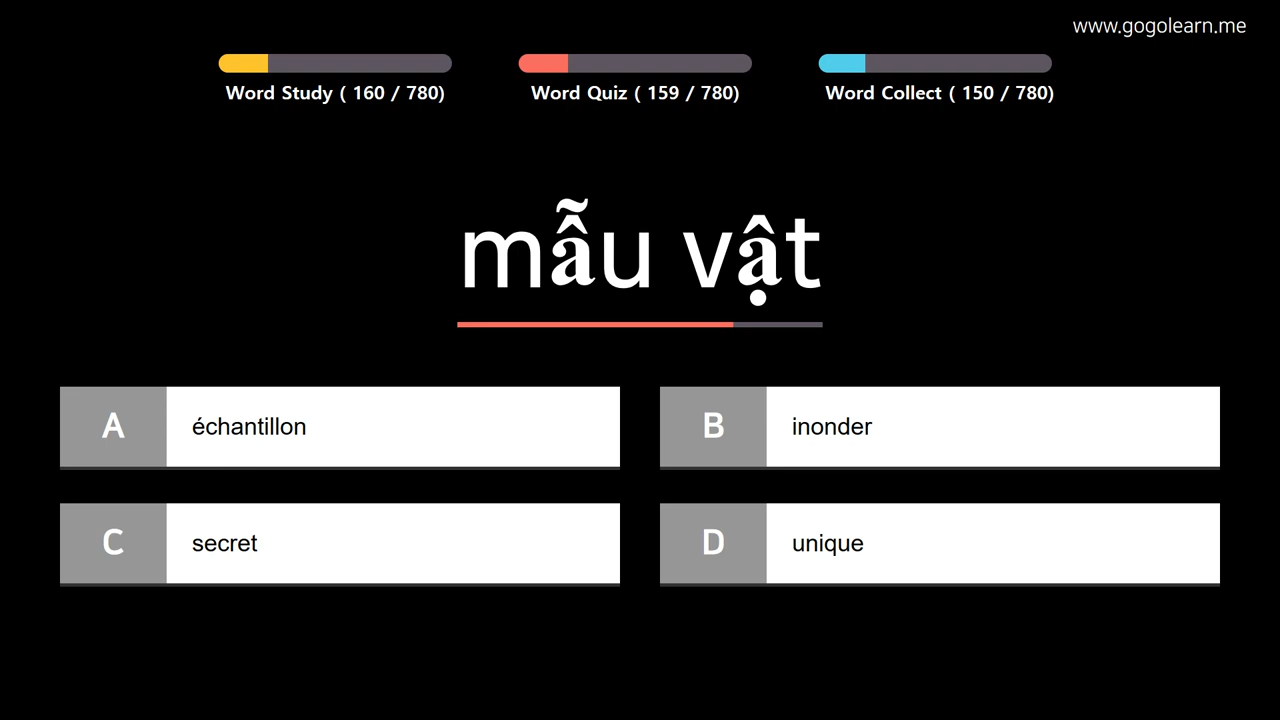 www.gogolearn.me
Word Study ( 160 / 780)
Word Quiz ( 159 / 780)
Word Collect ( 150 / 780)
mẫu vật
A échantillon
B inonder
C secret
D unique